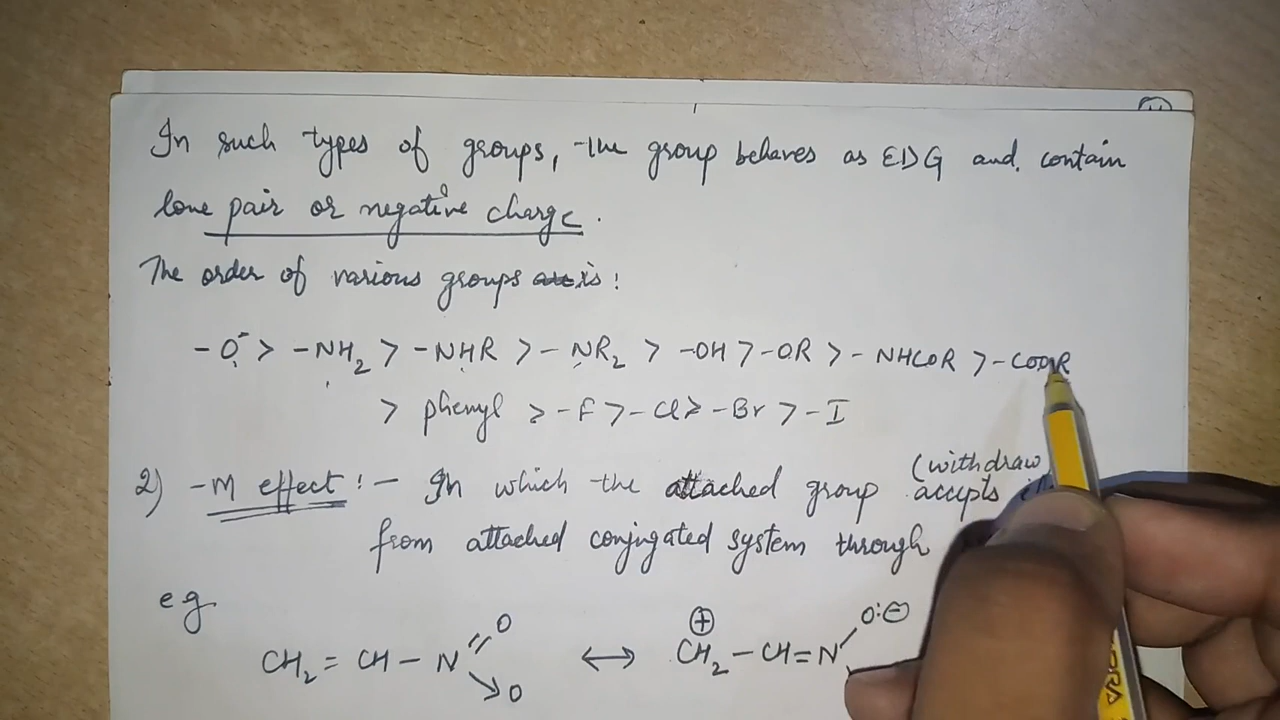 In such types of groups, the group behaves as EDG and contain
lone pair or negative charge.
The order of various groups is :
-O⁻ > -NH₂ > -NHR > -NR₂ > -OH > -OR > -NHCOR > -COOR
> phenyl > -F > -Cl > -Br > -I
(withdraw
2) -M effect :- In which the attached group accepts
from attached conjugated system through
eg
⊕ O:⊖
CH₂ = CH - N O ↔ CH₂ - CH = N
O